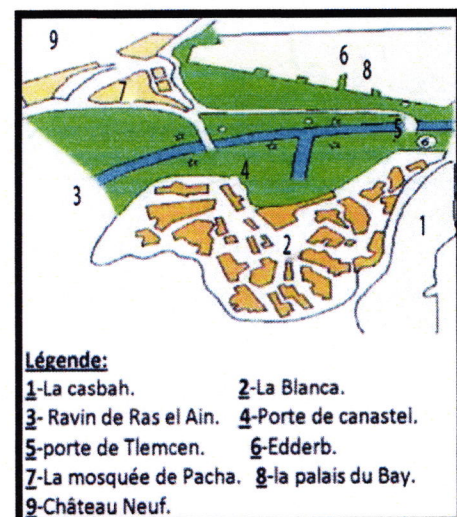 9
6
8
7
5
3
4
1
2
Légende:
1-La casbah. 2-La Blanca.
3- Ravin de Ras el Ain. 4-Porte de canastel.
5-porte de Tlemcen. 6-Edderb.
7-La mosquée de Pacha. 8-la palais du Bay.
9-Château Neuf.